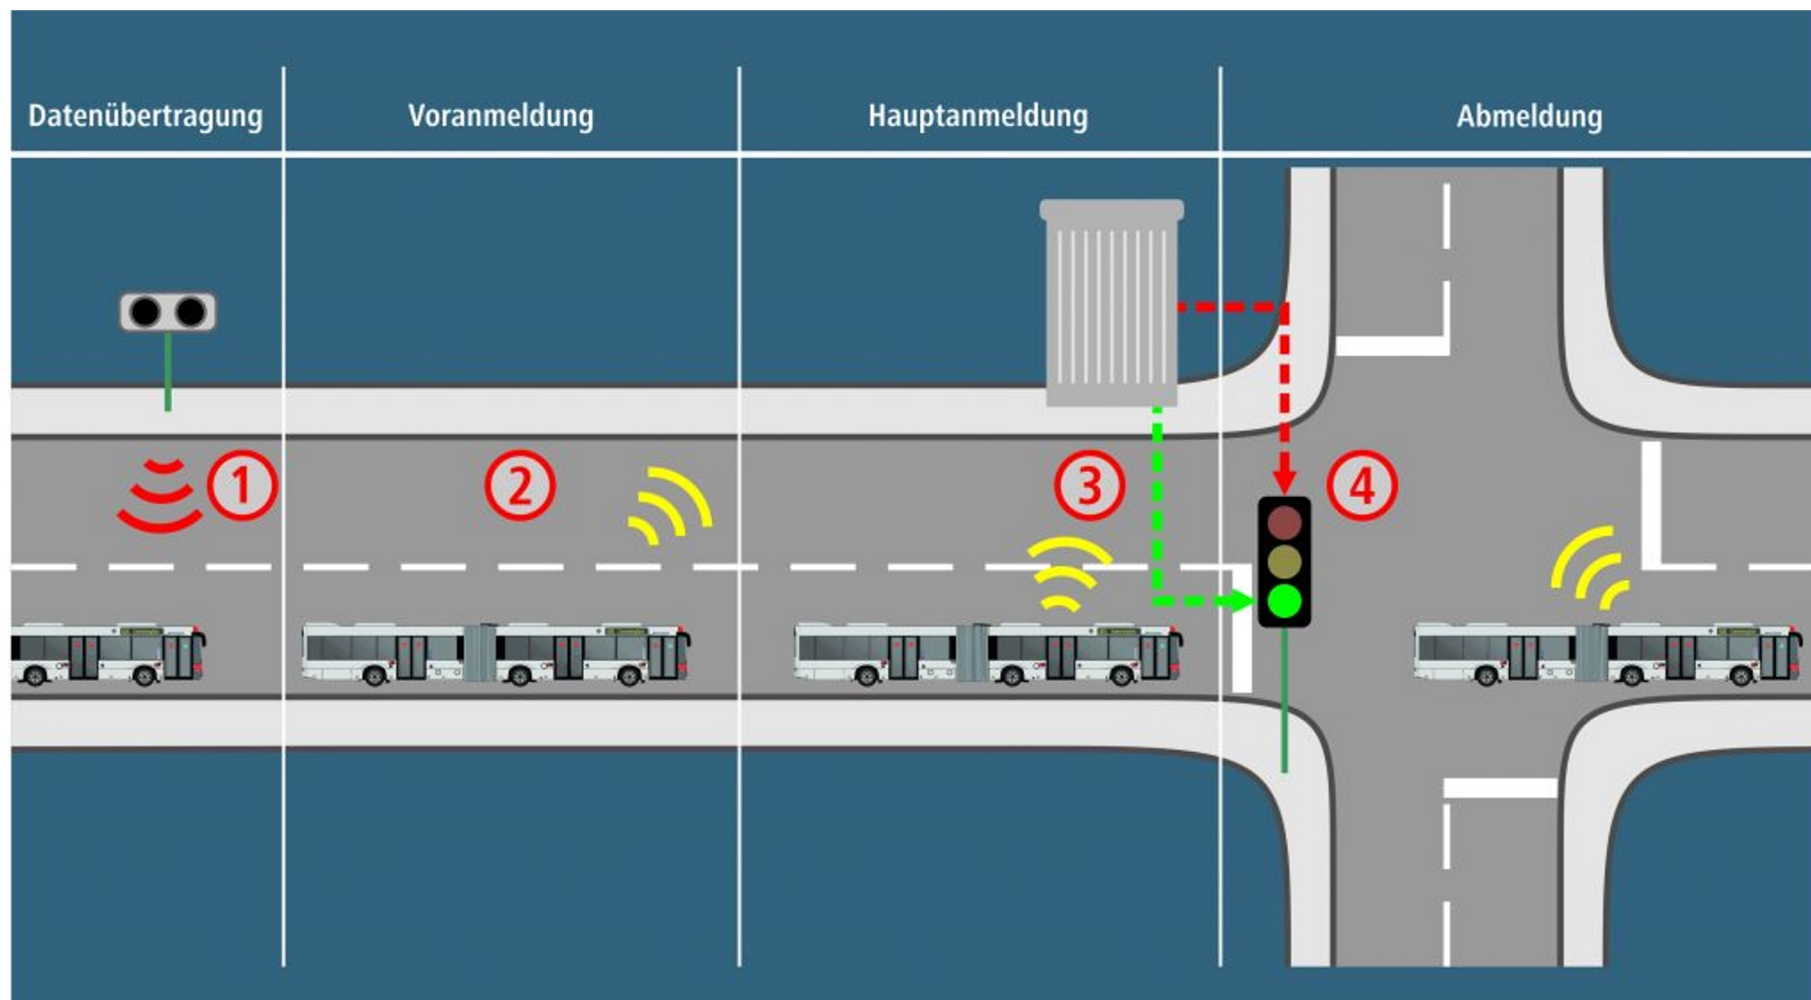 Datenübertragung
Voranmeldung
Hauptanmeldung
Abmeldung
1
2
3
4